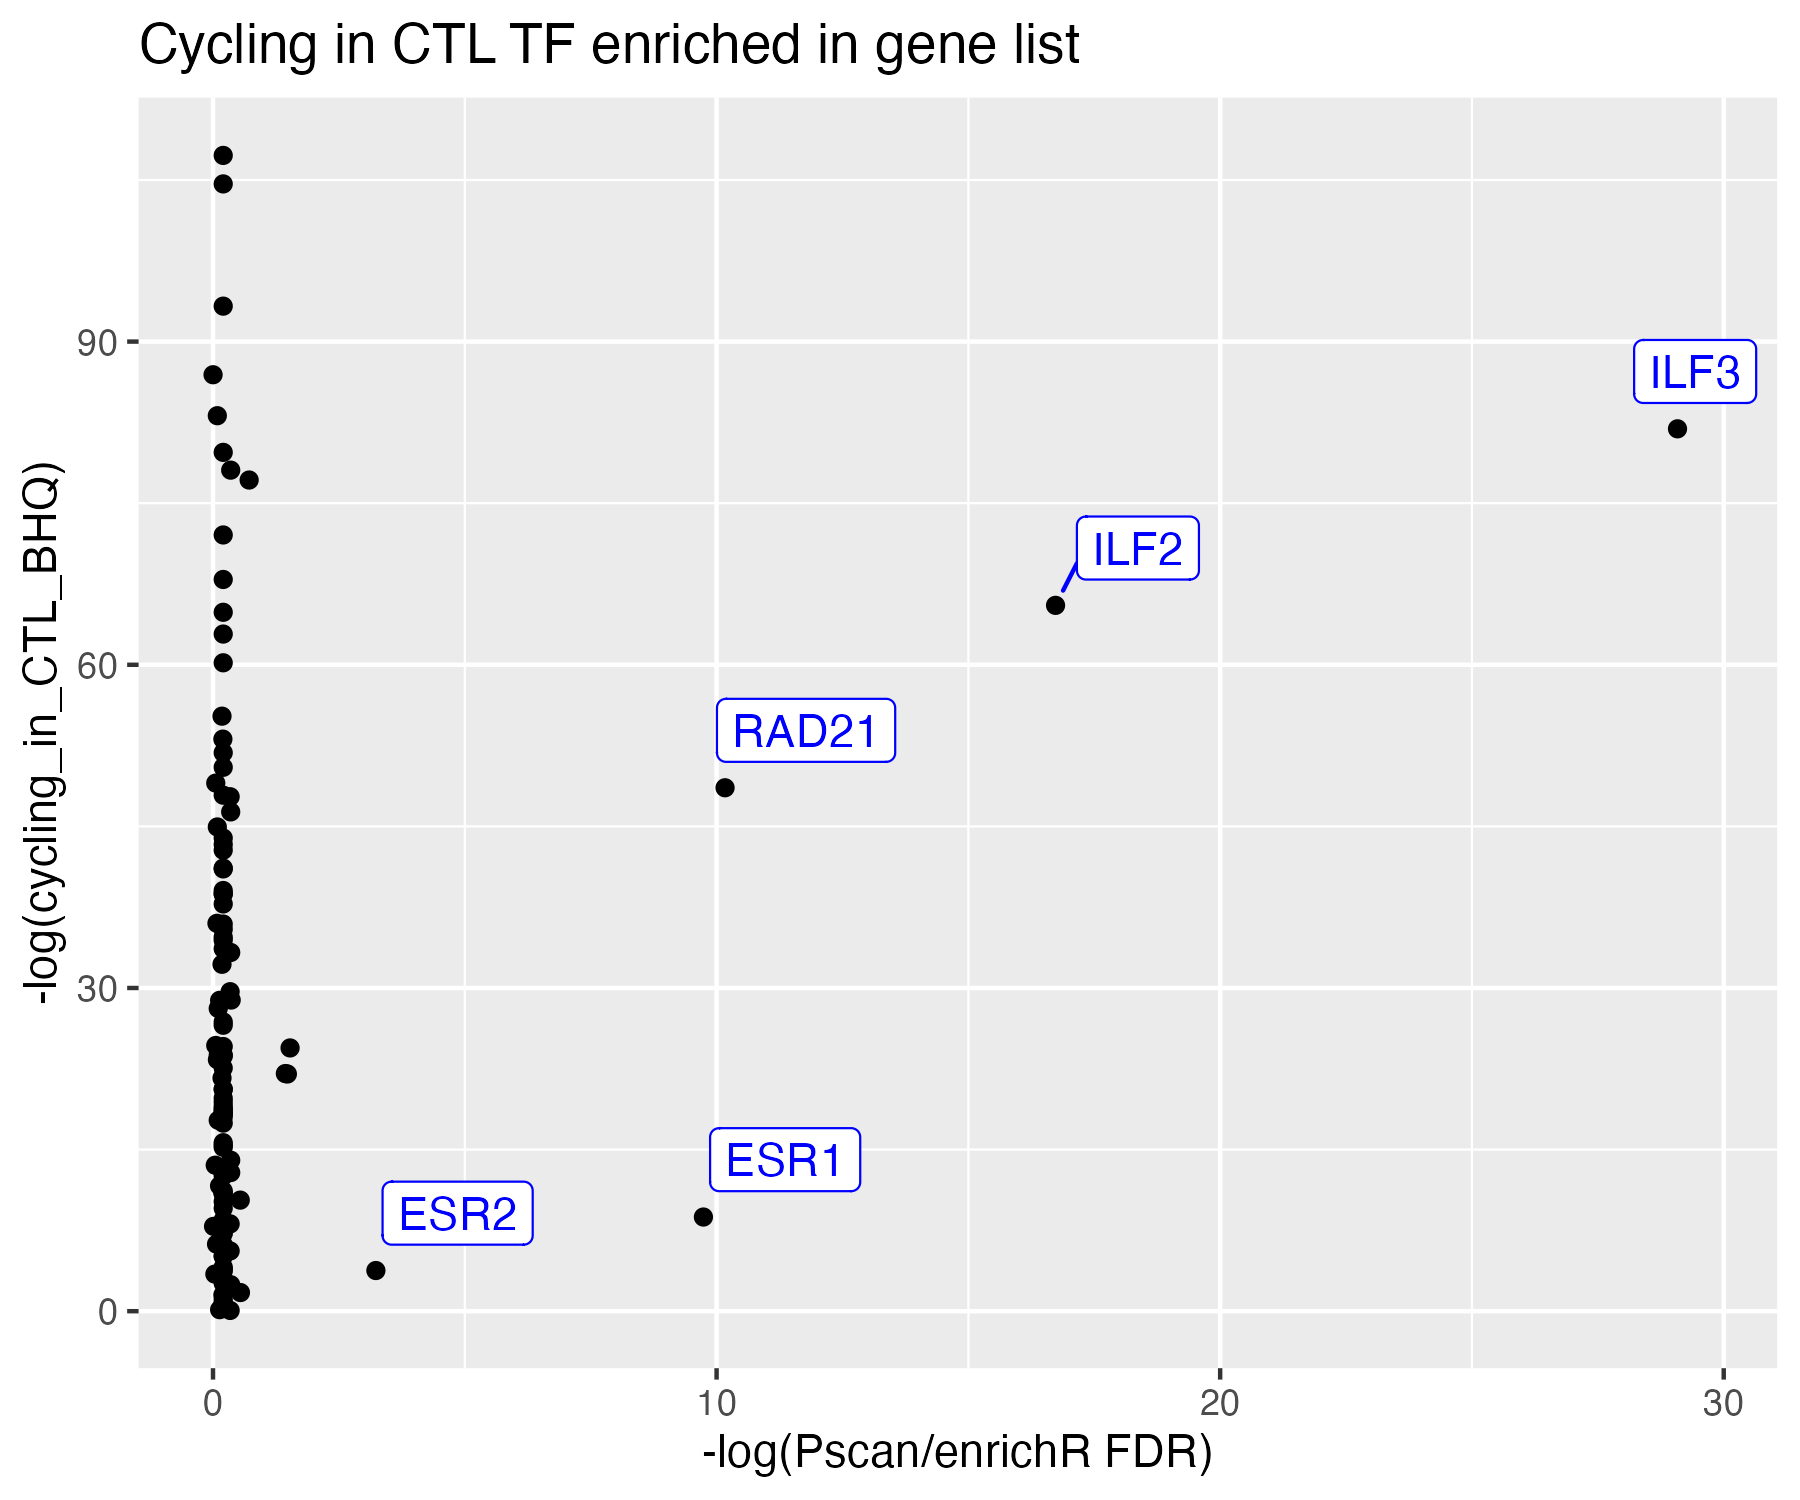 Cycling in CTL TF enriched in gene list
-log(cycling_in_CTL_BHQ)
90
60
30
0
ILF3
ILF2
RAD21
ESR1
ESR2
0 10 20 30
-log(Pscan/enrichR FDR)